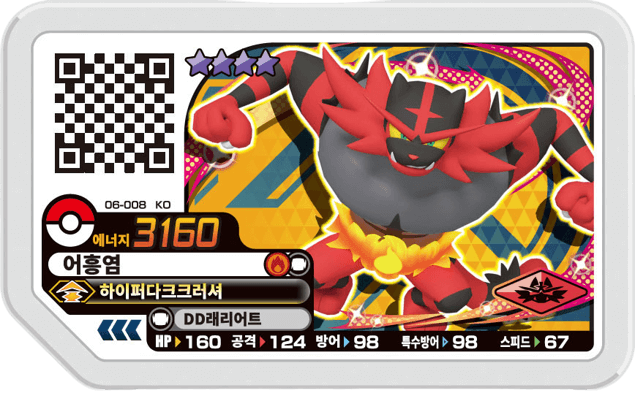 06-008 KO
에너지 3160
어흥염
하이퍼다크크러셔
DD래리어트
HP 160 공격 124 방어 98 특수방어 98 스피드 67